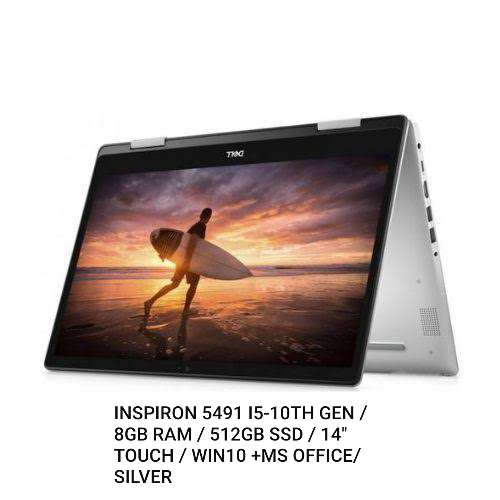 DELL
INSPIRON 5491 I5-10TH GEN /
8GB RAM / 512GB SSD / 14"
TOUCH / WIN10 +MS OFFICE/
SILVER